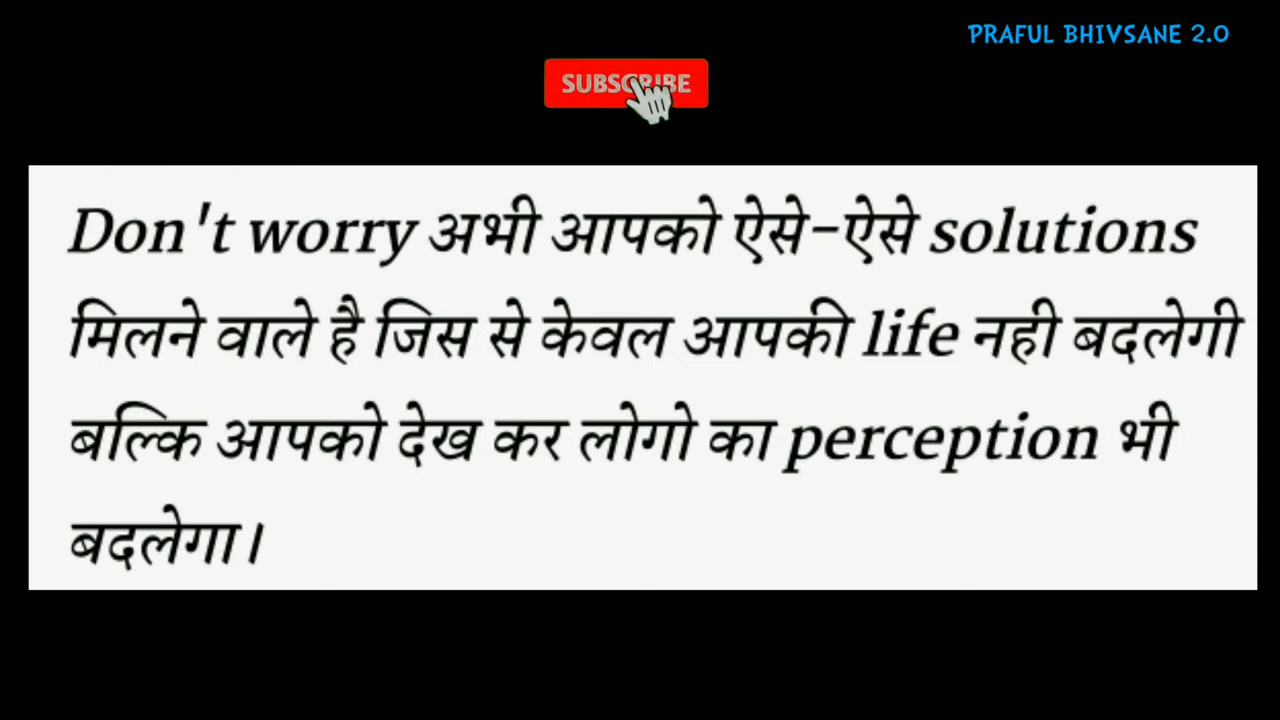 PRAFUL BHIVSANE 2.0
SUBSCRIBE
Don't worry अभी आपको ऐसे-ऐसे solutions
मिलने वाले है जिस से केवल आपकी life नही बदलेगी
बल्कि आपको देख कर लोगो का perception भी
बदलेगा।